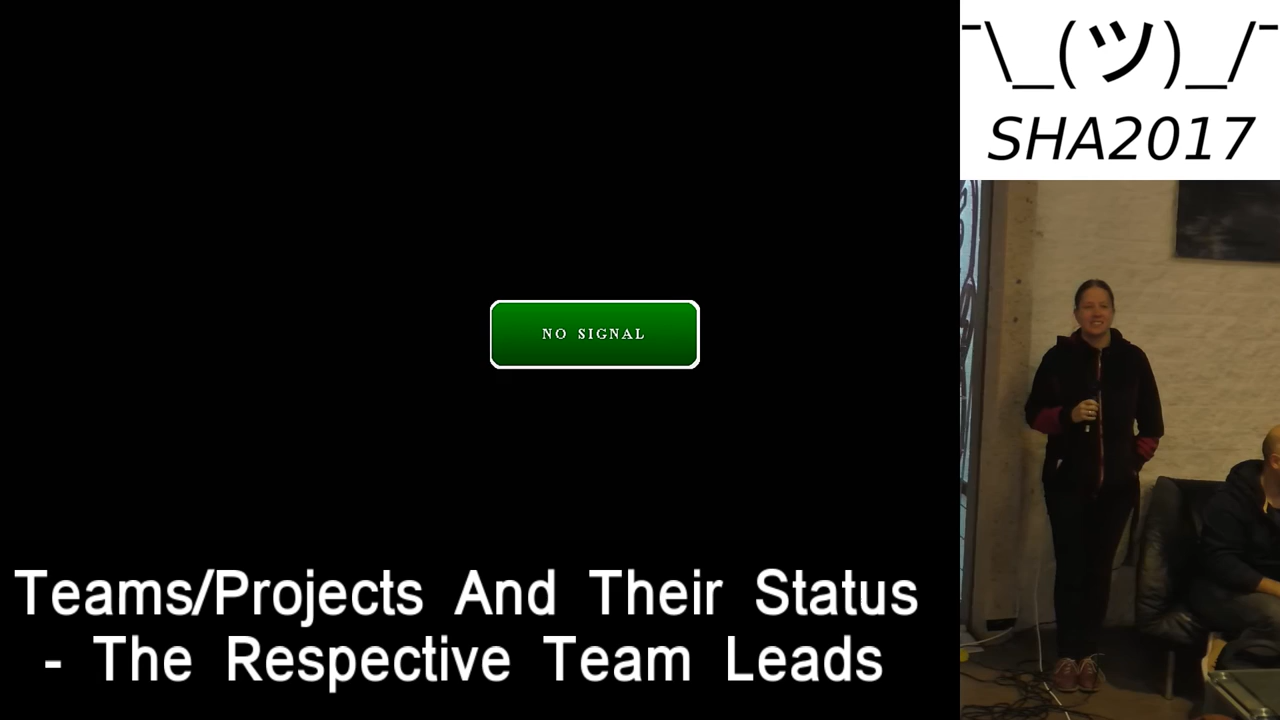 ¯\_(ツ)_/¯
SHA2017
NO SIGNAL
Teams/Projects And Their Status
- The Respective Team Leads